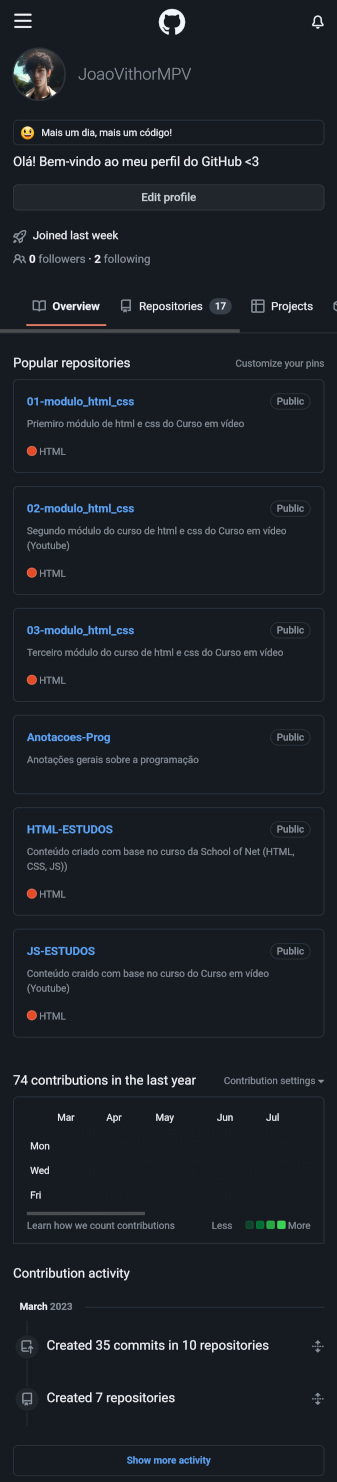 JoaoVithorMPV
Mais um dia, mais um código!
Olá! Bem-vindo ao meu perfil do GitHub <3
Edit profile
Joined last week
0 followers · 2 following
Overview Repositories 17 Projects
Popular repositories Customize your pins
01-modulo_html_css Public
Priemiro módulo de html e css do Curso em vídeo
HTML
02-modulo_html_css Public
Segundo módulo do curso de html e css do Curso em vídeo
(Youtube)
HTML
03-modulo_html_css Public
Terceiro módulo do curso de html e css do Curso em vídeo
HTML
Anotacoes-Prog Public
Anotações gerais sobre a programação
HTML-ESTUDOS Public
Conteúdo criado com base no curso da School of Net (HTML,
CSS, JS))
HTML
JS-ESTUDOS Public
Conteúdo craido com base no curso do Curso em vídeo
(Youtube)
HTML
74 contributions in the last year Contribution settings
Mar Apr May Jun Jul
Mon
Wed
Fri
Learn how we count contributions Less More
Contribution activity
March 2023
Created 35 commits in 10 repositories
Created 7 repositories
Show more activity